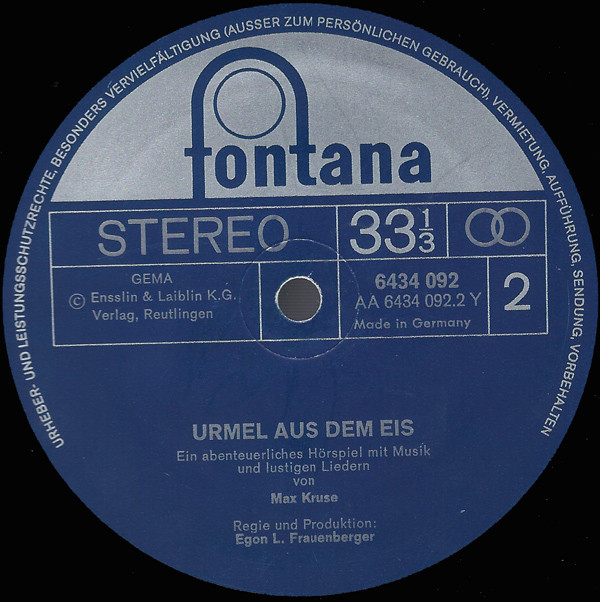 URHEBER- UND LEISTUNGSSCHUTZRECHTE, BESONDERS VERVIELFÄLTIGUNG (AUSSER ZUM PERSÖNLICHEN GEBRAUCH), VERMIETUNG, AUFFÜHRUNG, SENDUNG, VORBEHALTEN
fontana
STEREO
33 1/3
GEMA
© Ensslin & Laiblin K.G.
Verlag, Reutlingen
6434 092
AA 6434 092.2 Y
Made in Germany
2
URMEL AUS DEM EIS
Ein abenteuerliches Hörspiel mit Musik
und lustigen Liedern
von
Max Kruse
Regie und Produktion:
Egon L. Frauenberger